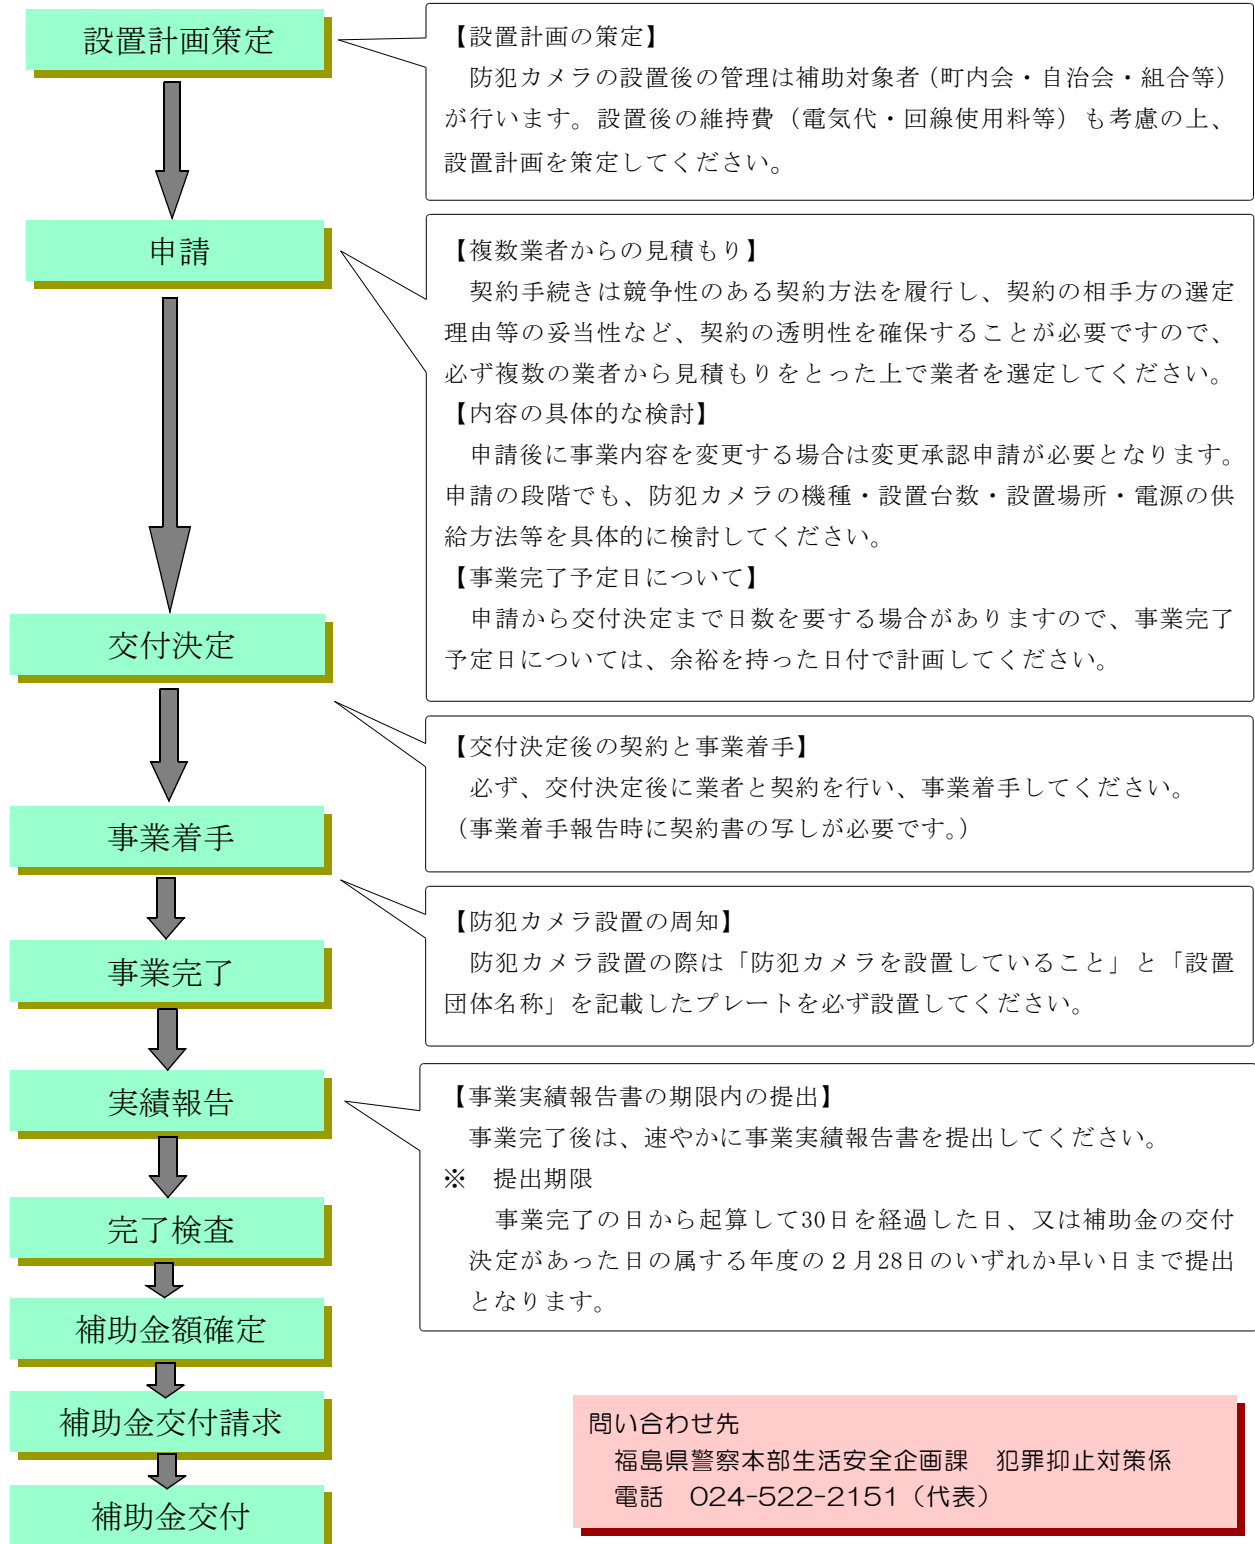 設置計画策定
【設置計画の策定】
防犯カメラの設置後の管理は補助対象者（町内会・自治会・組合等）
が行います。設置後の維持費（電気代・回線使用料等）も考慮の上、
設置計画を策定してください。
申請
【複数業者からの見積もり】
契約手続きは競争性のある契約方法を履行し、契約の相手方の選定
理由等の妥当性など、契約の透明性を確保することが必要ですので、
必ず複数の業者から見積もりをとった上で業者を選定してください。
【内容の具体的な検討】
申請後に事業内容を変更する場合は変更承認申請が必要となります。
申請の段階でも、防犯カメラの機種・設置台数・設置場所・電源の供
給方法等を具体的に検討してください。
【事業完了予定日について】
申請から交付決定まで日数を要する場合がありますので、事業完了
予定日については、余裕を持った日付で計画してください。
交付決定
【交付決定後の契約と事業着手】
必ず、交付決定後に業者と契約を行い、事業着手してください。
（事業着手報告時に契約書の写しが必要です。）
事業着手
【防犯カメラ設置の周知】
防犯カメラ設置の際は「防犯カメラを設置していること」と「設置
団体名称」を記載したプレートを必ず設置してください。
事業完了
実績報告
【事業実績報告書の期限内の提出】
事業完了後は、速やかに事業実績報告書を提出してください。
※　提出期限
事業完了の日から起算して30日を経過した日、又は補助金の交付
決定があった日の属する年度の２月28日のいずれか早い日まで提出
となります。
完了検査
補助金額確定
補助金交付請求
補助金交付
問い合わせ先
福島県警察本部生活安全企画課　犯罪抑止対策係
電話　024-522-2151（代表）